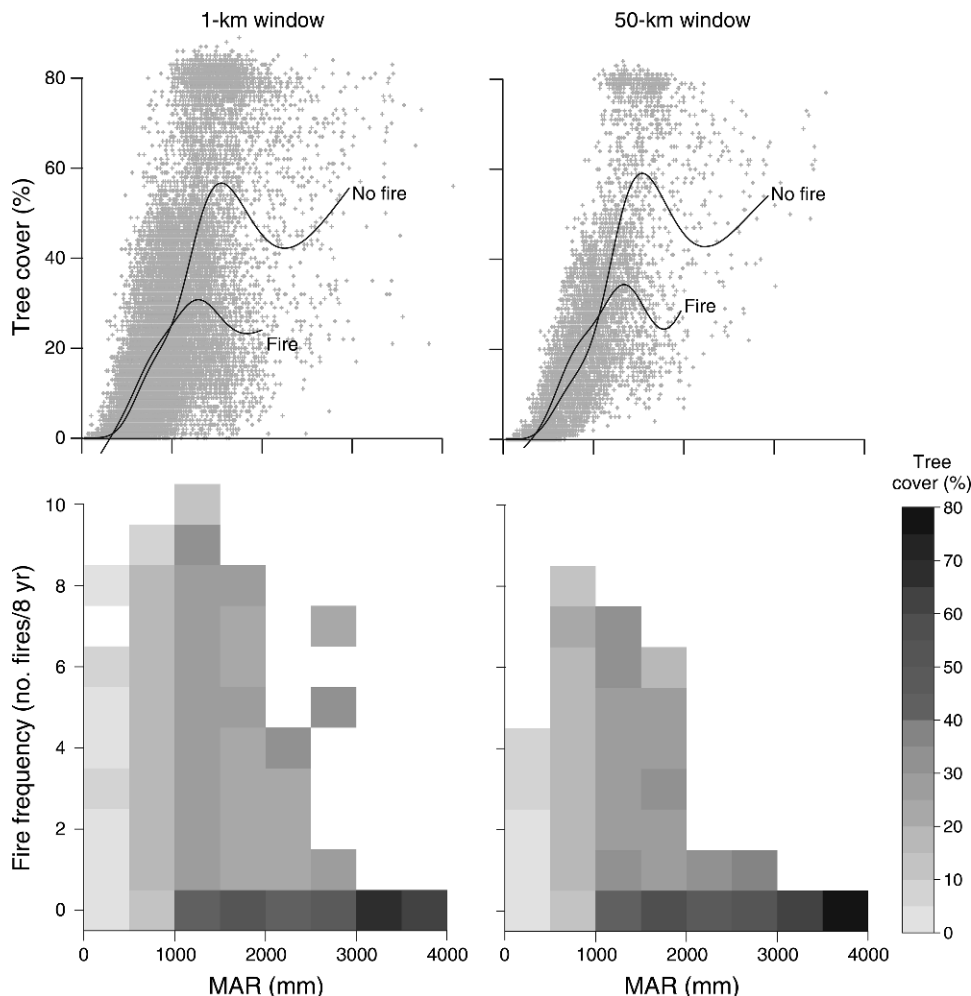 1-km window
50-km window
Tree cover (%)
80
60
40
20
0
No fire
Fire
No fire
Fire
Tree
cover (%)
80
70
60
50
40
30
20
10
0
Fire frequency (no. fires/8 yr)
10
8
6
4
2
0
0 1000 2000 3000 4000
MAR (mm)
0 1000 2000 3000 4000
MAR (mm)